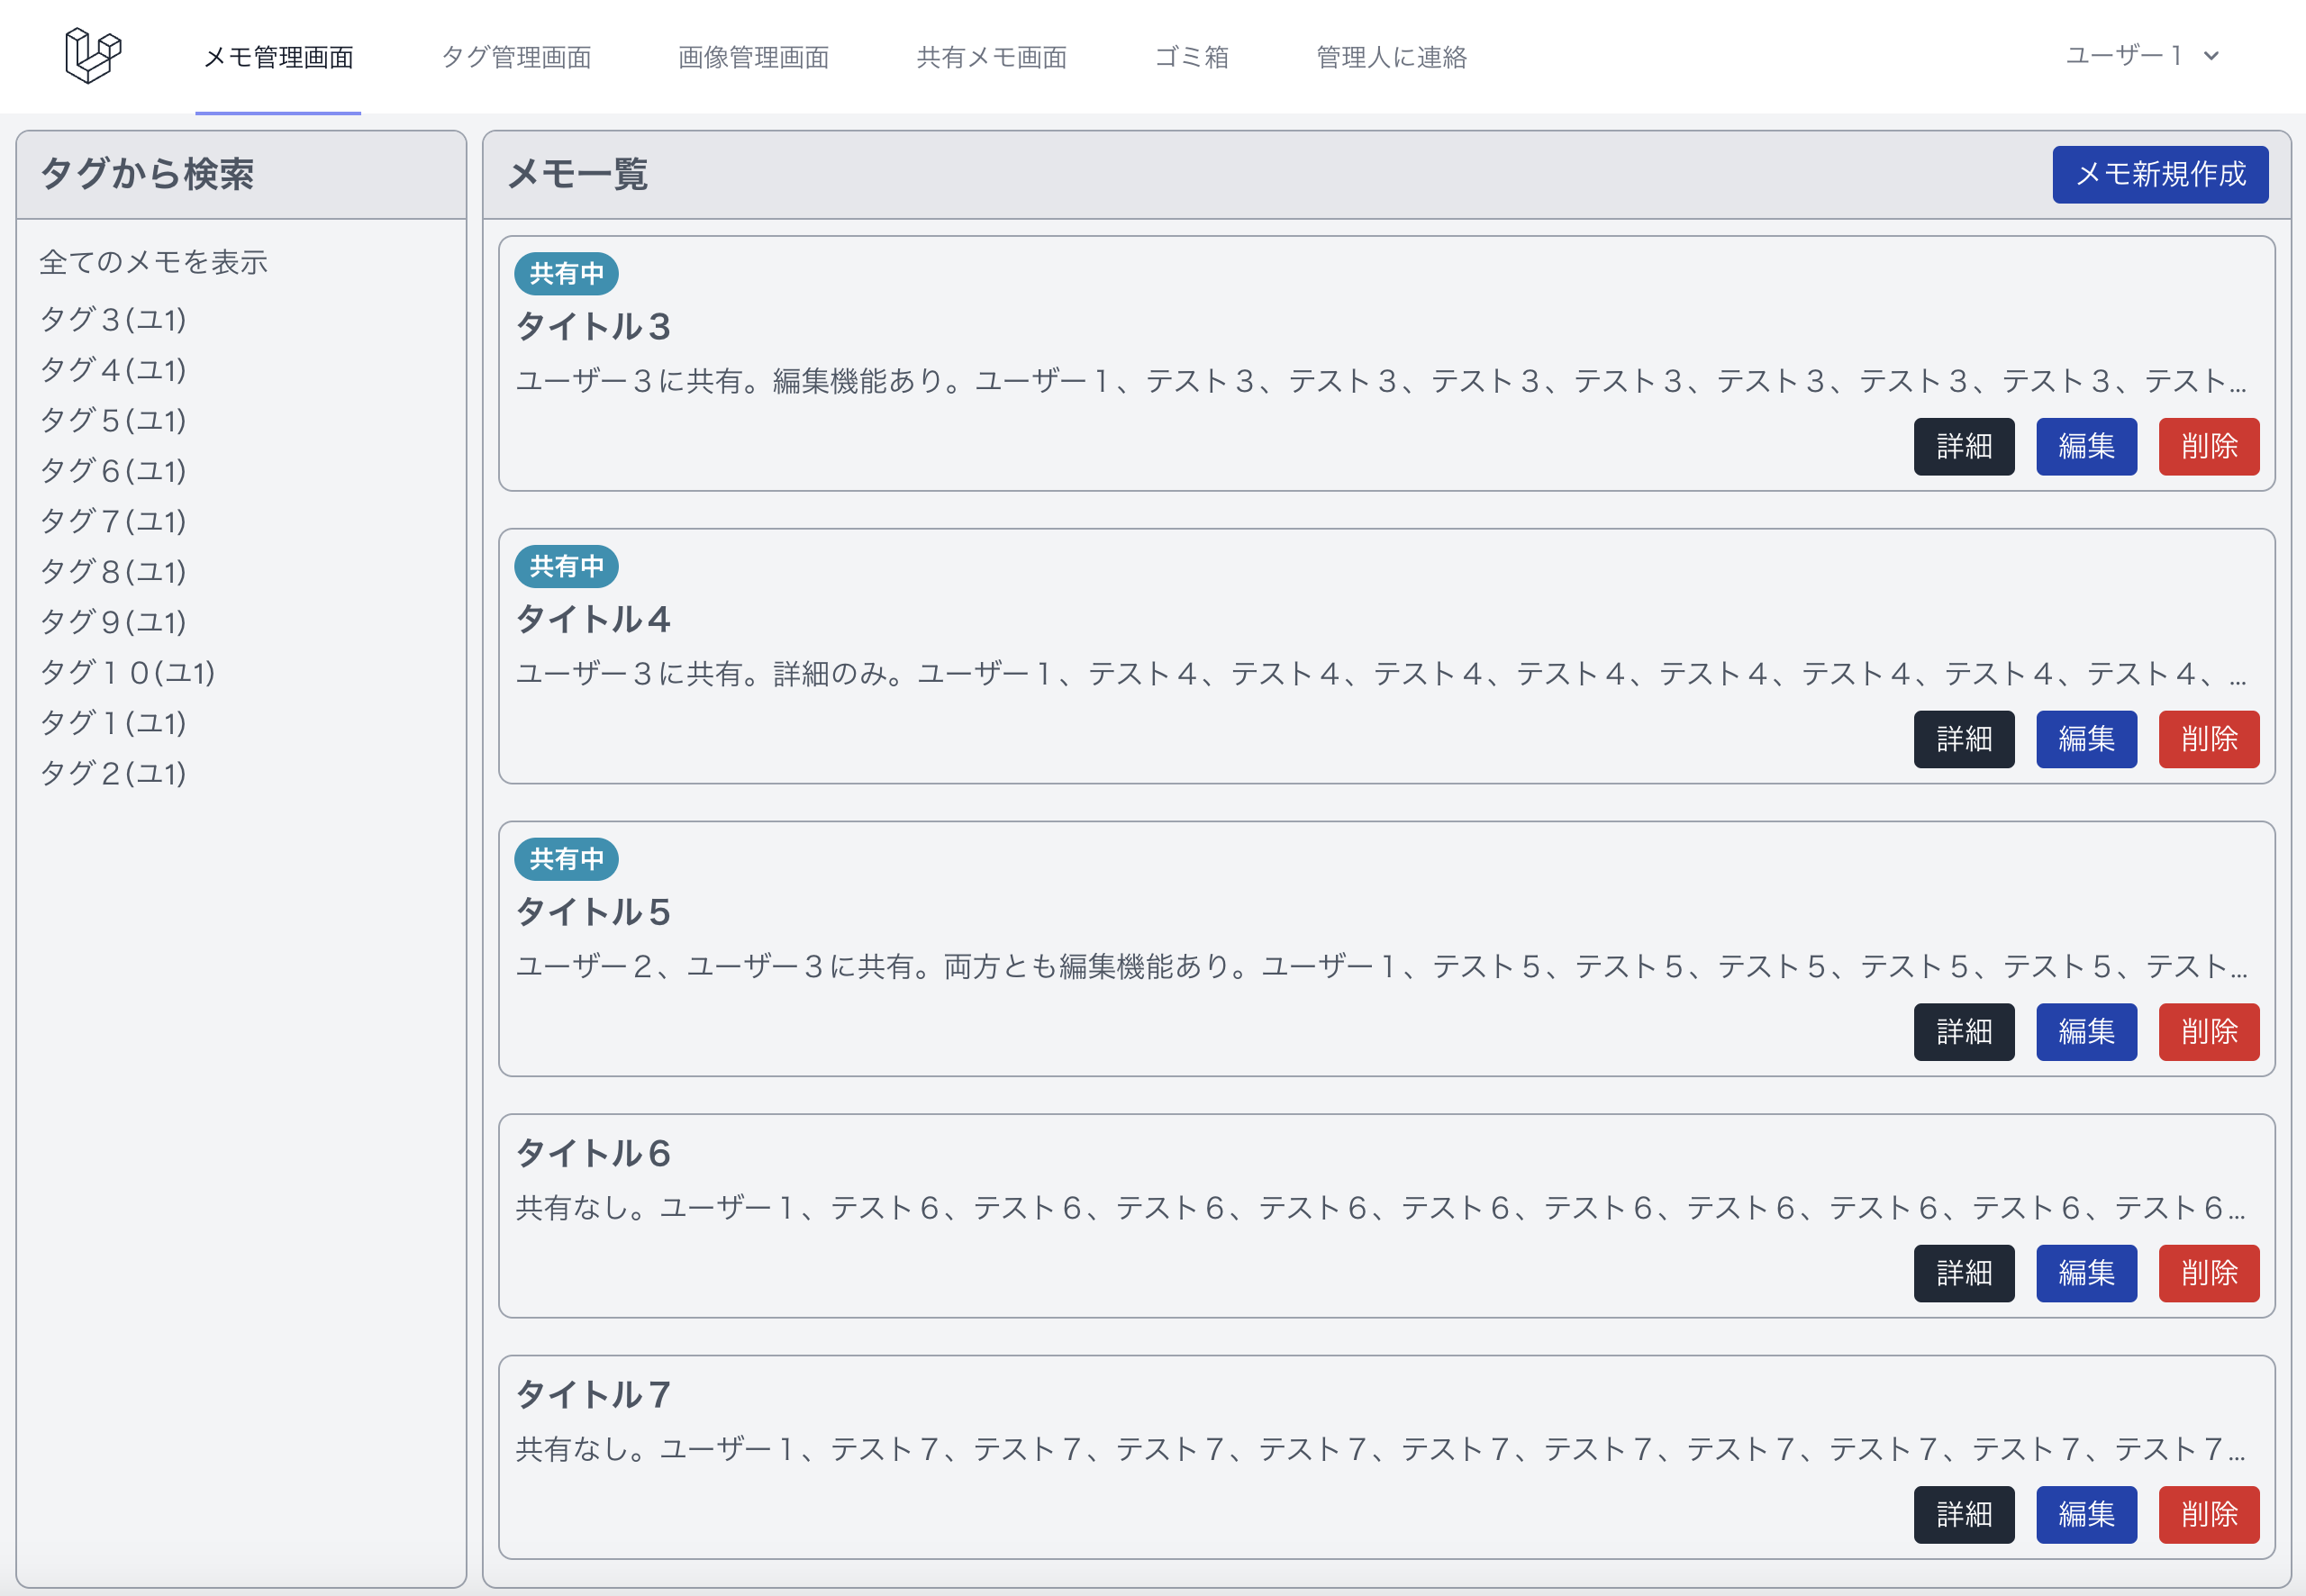 メモ管理画面 タグ管理画面 画像管理画面 共有メモ画面 ゴミ箱 管理人に連絡 ユーザー１
タグから検索
全てのメモを表示
タグ３(ユ1)
タグ４(ユ1)
タグ５(ユ1)
タグ６(ユ1)
タグ７(ユ1)
タグ８(ユ1)
タグ９(ユ1)
タグ１０(ユ1)
タグ１(ユ1)
タグ２(ユ1)
メモ一覧 メモ新規作成
共有中
タイトル３
ユーザー３に共有。編集機能あり。ユーザー１、テスト３、テスト３、テスト３、テスト３、テスト３、テスト３、テスト３、テスト...
詳細 編集 削除
共有中
タイトル４
ユーザー３に共有。詳細のみ。ユーザー１、テスト４、テスト４、テスト４、テスト４、テスト４、テスト４、テスト４、テスト４、...
詳細 編集 削除
共有中
タイトル５
ユーザー２、ユーザー３に共有。両方とも編集機能あり。ユーザー１、テスト５、テスト５、テスト５、テスト５、テスト５、テスト...
詳細 編集 削除
タイトル６
共有なし。ユーザー１、テスト６、テスト６、テスト６、テスト６、テスト６、テスト６、テスト６、テスト６、テスト６、テスト６...
詳細 編集 削除
タイトル７
共有なし。ユーザー１、テスト７、テスト７、テスト７、テスト７、テスト７、テスト７、テスト７、テスト７、テスト７、テスト７...
詳細 編集 削除